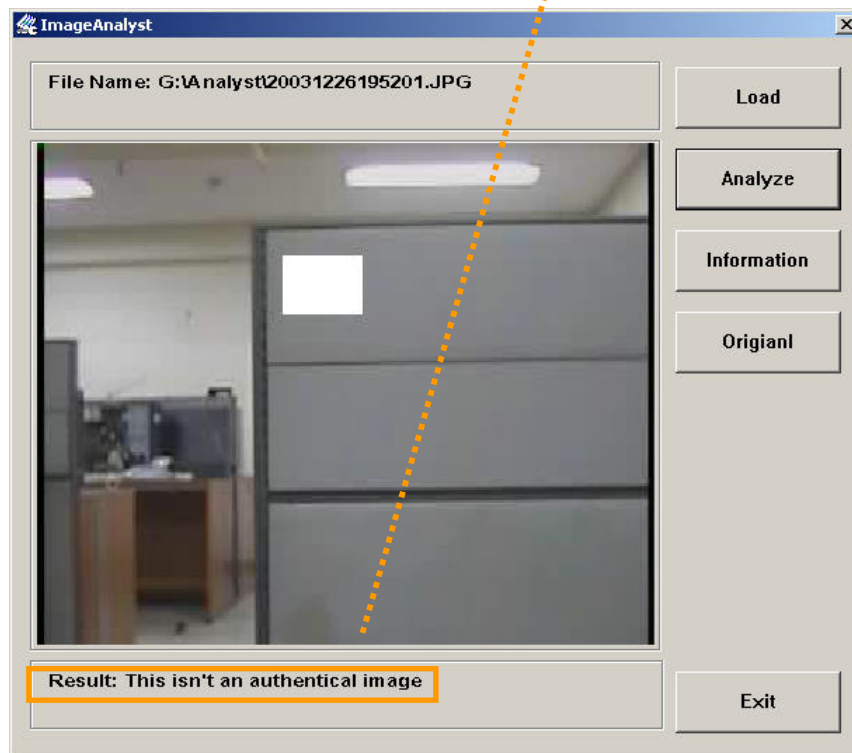 ImageAnalyst
File Name: G:\Analyst\20031226195201.JPG
Load
Analyze
Information
Origianl
Result: This isn't an authentical image
Exit